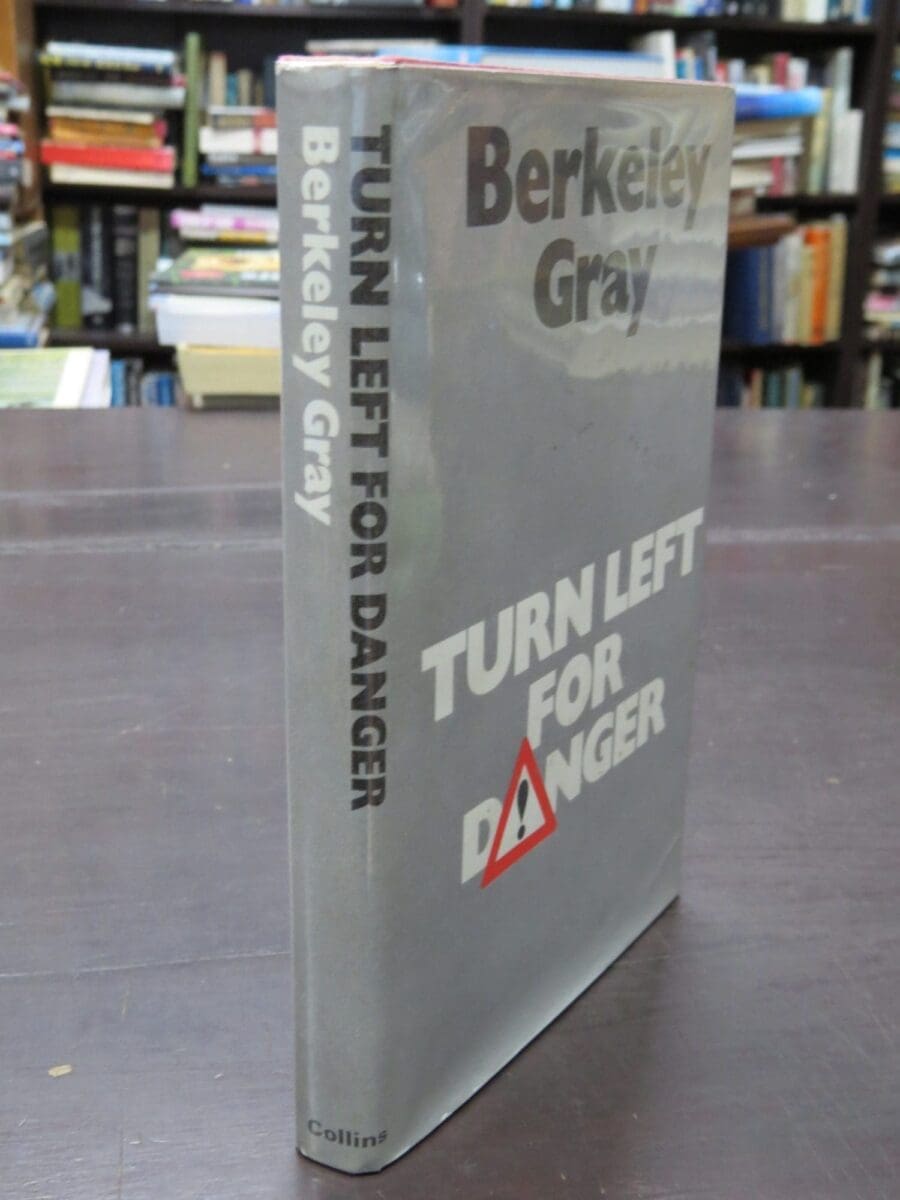 TURN LEFT FOR DANGER
Berkeley Gray
Collins
Berkeley
Gray
TURN LEFT
FOR
DANGER